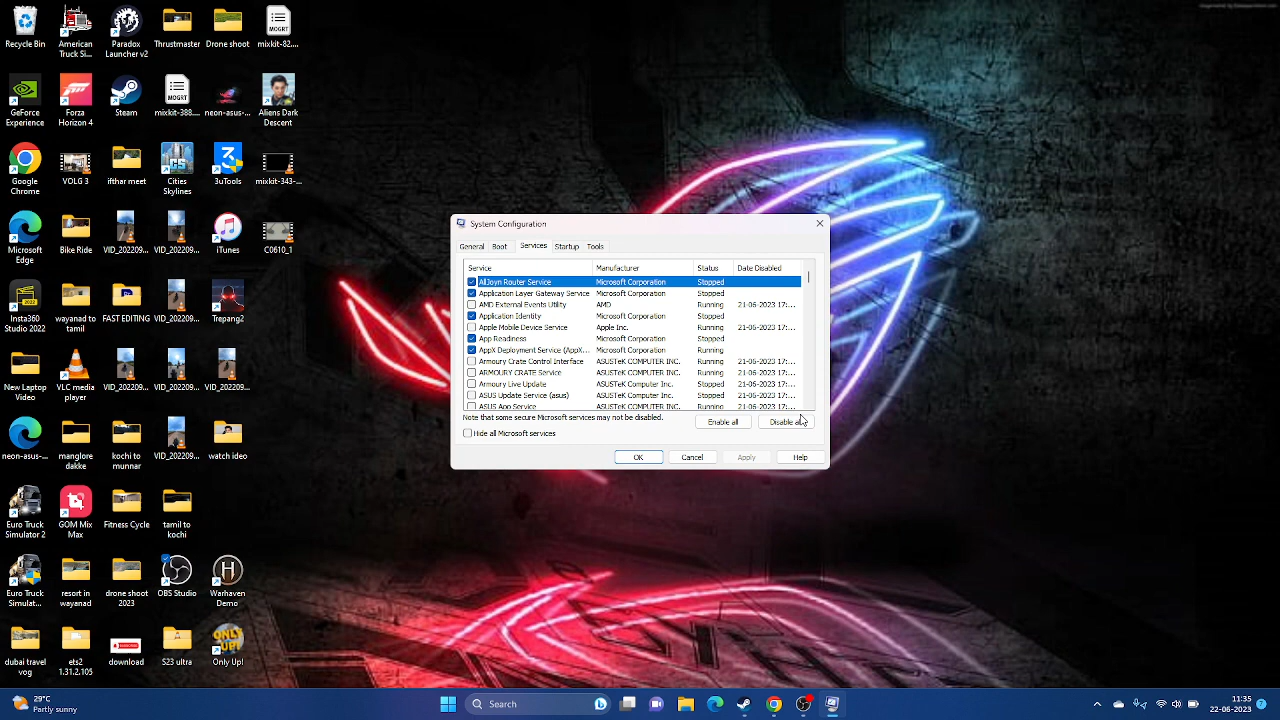 Recycle Bin
American
Truck Si...
Paradox
Launcher v2
Thrustmaster
Drone shoot
MOGRT
mixkit-82....
GeForce
Experience
Forza
Horizon 4
Steam
MOGRT
mixkit-388....
neon-asus-...
Aliens Dark
Descent
Google
Chrome
VOLG 3
ifthar meet
Cities
Skylines
3uTools
mixkit-343-...
Microsoft
Edge
Bike Ride
VID_202209...
VID_202209...
iTunes
C0610_1
2022
Insta360
Studio 2022
wayanad to
tamil
FAST EDITING
VID_202209...
Trepang2
New Laptop
Video
VLC media
player
VID_202209...
VID_202209...
VID_202209...
neon-asus-...
manglore
dakke
kochi to
munnar
VID_202209...
watch ideo
Euro Truck
Simulator 2
GOM Mix
Max
Fitness Cycle
tamil to
kochi
Euro Truck
Simulat...
resort in
wayanad
drone shoot
2023
OBS Studio
Warhaven
Demo
dubai travel
vog
ets2
1.31.2.105
download
S23 ultra
ONLY
UP!
Only Up!
System Configuration
General Boot Services Startup Tools
Service Manufacturer Status Date Disabled
AllJoyn Router Service Microsoft Corporation Stopped
Application Layer Gateway Service Microsoft Corporation Stopped
AMD External Events Utility AMD Running 21-06-2023 17:...
Application Identity Microsoft Corporation Stopped
Apple Mobile Device Service Apple Inc. Running 21-06-2023 17:...
App Readiness Microsoft Corporation Stopped
AppX Deployment Service (AppX... Microsoft Corporation Running
Armoury Crate Control Interface ASUSTeK COMPUTER INC. Running 21-06-2023 17:...
ARMOURY CRATE Service ASUSTeK COMPUTER INC. Running 21-06-2023 17:...
Armoury Live Update ASUSTeK Computer Inc. Stopped 21-06-2023 17:...
ASUS Update Service (asus) ASUSTeK Computer Inc. Stopped 21-06-2023 17:...
ASUS App Service ASUSTeK COMPUTER INC. Running 21-06-2023 17:...
Note that some secure Microsoft services may not be disabled.
Enable all
Hide all Microsoft services
OK Cancel Apply Help
29°C
Partly sunny
Search
11:35
22-06-2023